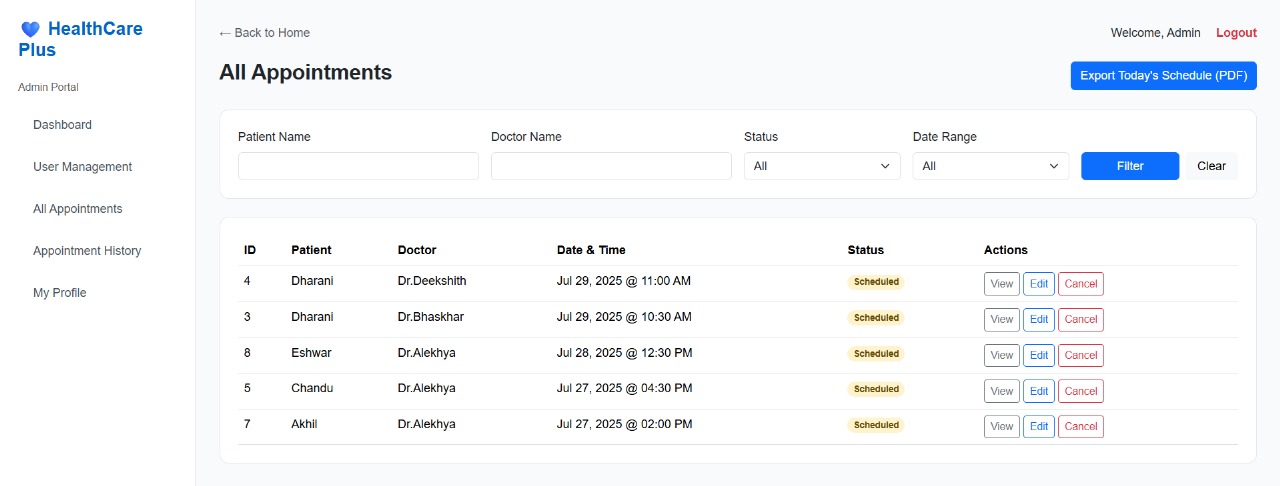 HealthCare
Plus
Admin Portal
Dashboard
User Management
All Appointments
Appointment History
My Profile
← Back to Home
Welcome, Admin Logout
All Appointments
Export Today's Schedule (PDF)
Patient Name Doctor Name Status Date Range
All All Filter Clear
ID Patient Doctor Date & Time Status Actions
4 Dharani Dr.Deekshith Jul 29, 2025 @ 11:00 AM Scheduled View Edit Cancel
3 Dharani Dr.Bhaskhar Jul 29, 2025 @ 10:30 AM Scheduled View Edit Cancel
8 Eshwar Dr.Alekhya Jul 28, 2025 @ 12:30 PM Scheduled View Edit Cancel
5 Chandu Dr.Alekhya Jul 27, 2025 @ 04:30 PM Scheduled View Edit Cancel
7 Akhil Dr.Alekhya Jul 27, 2025 @ 02:00 PM Scheduled View Edit Cancel